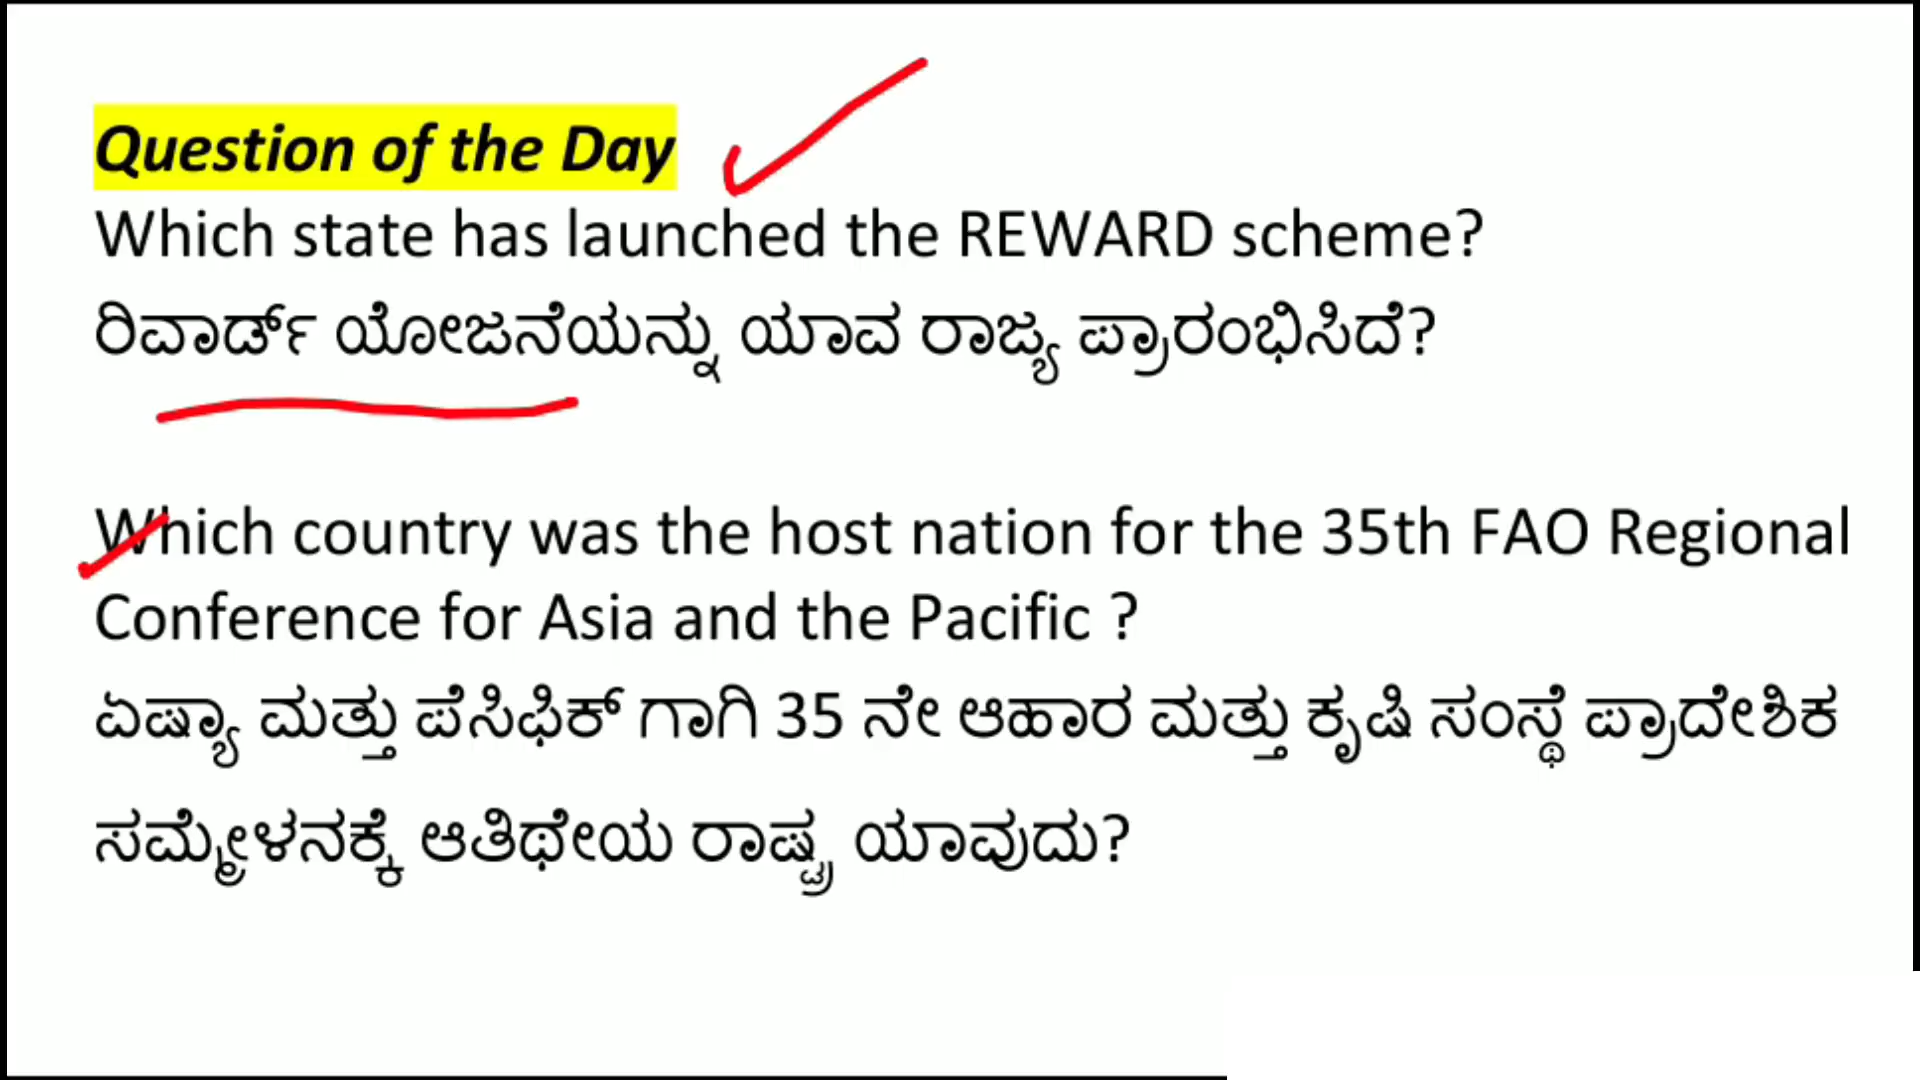 Question of the Day
Which state has launched the REWARD scheme?
ರಿವಾರ್ಡ್ ಯೋಜನೆಯನ್ನು ಯಾವ ರಾಜ್ಯ ಪ್ರಾರಂಭಿಸಿದೆ?
Which country was the host nation for the 35th FAO Regional
Conference for Asia and the Pacific ?
ಏಷ್ಯಾ ಮತ್ತು ಪೆಸಿಫಿಕ್ ಗಾಗಿ 35 ನೇ ಆಹಾರ ಮತ್ತು ಕೃಷಿ ಸಂಸ್ಥೆ ಪ್ರಾದೇಶಿಕ
ಸಮ್ಮೇಳನಕ್ಕೆ ಆತಿಥೇಯ ರಾಷ್ಟ್ರ ಯಾವುದು?